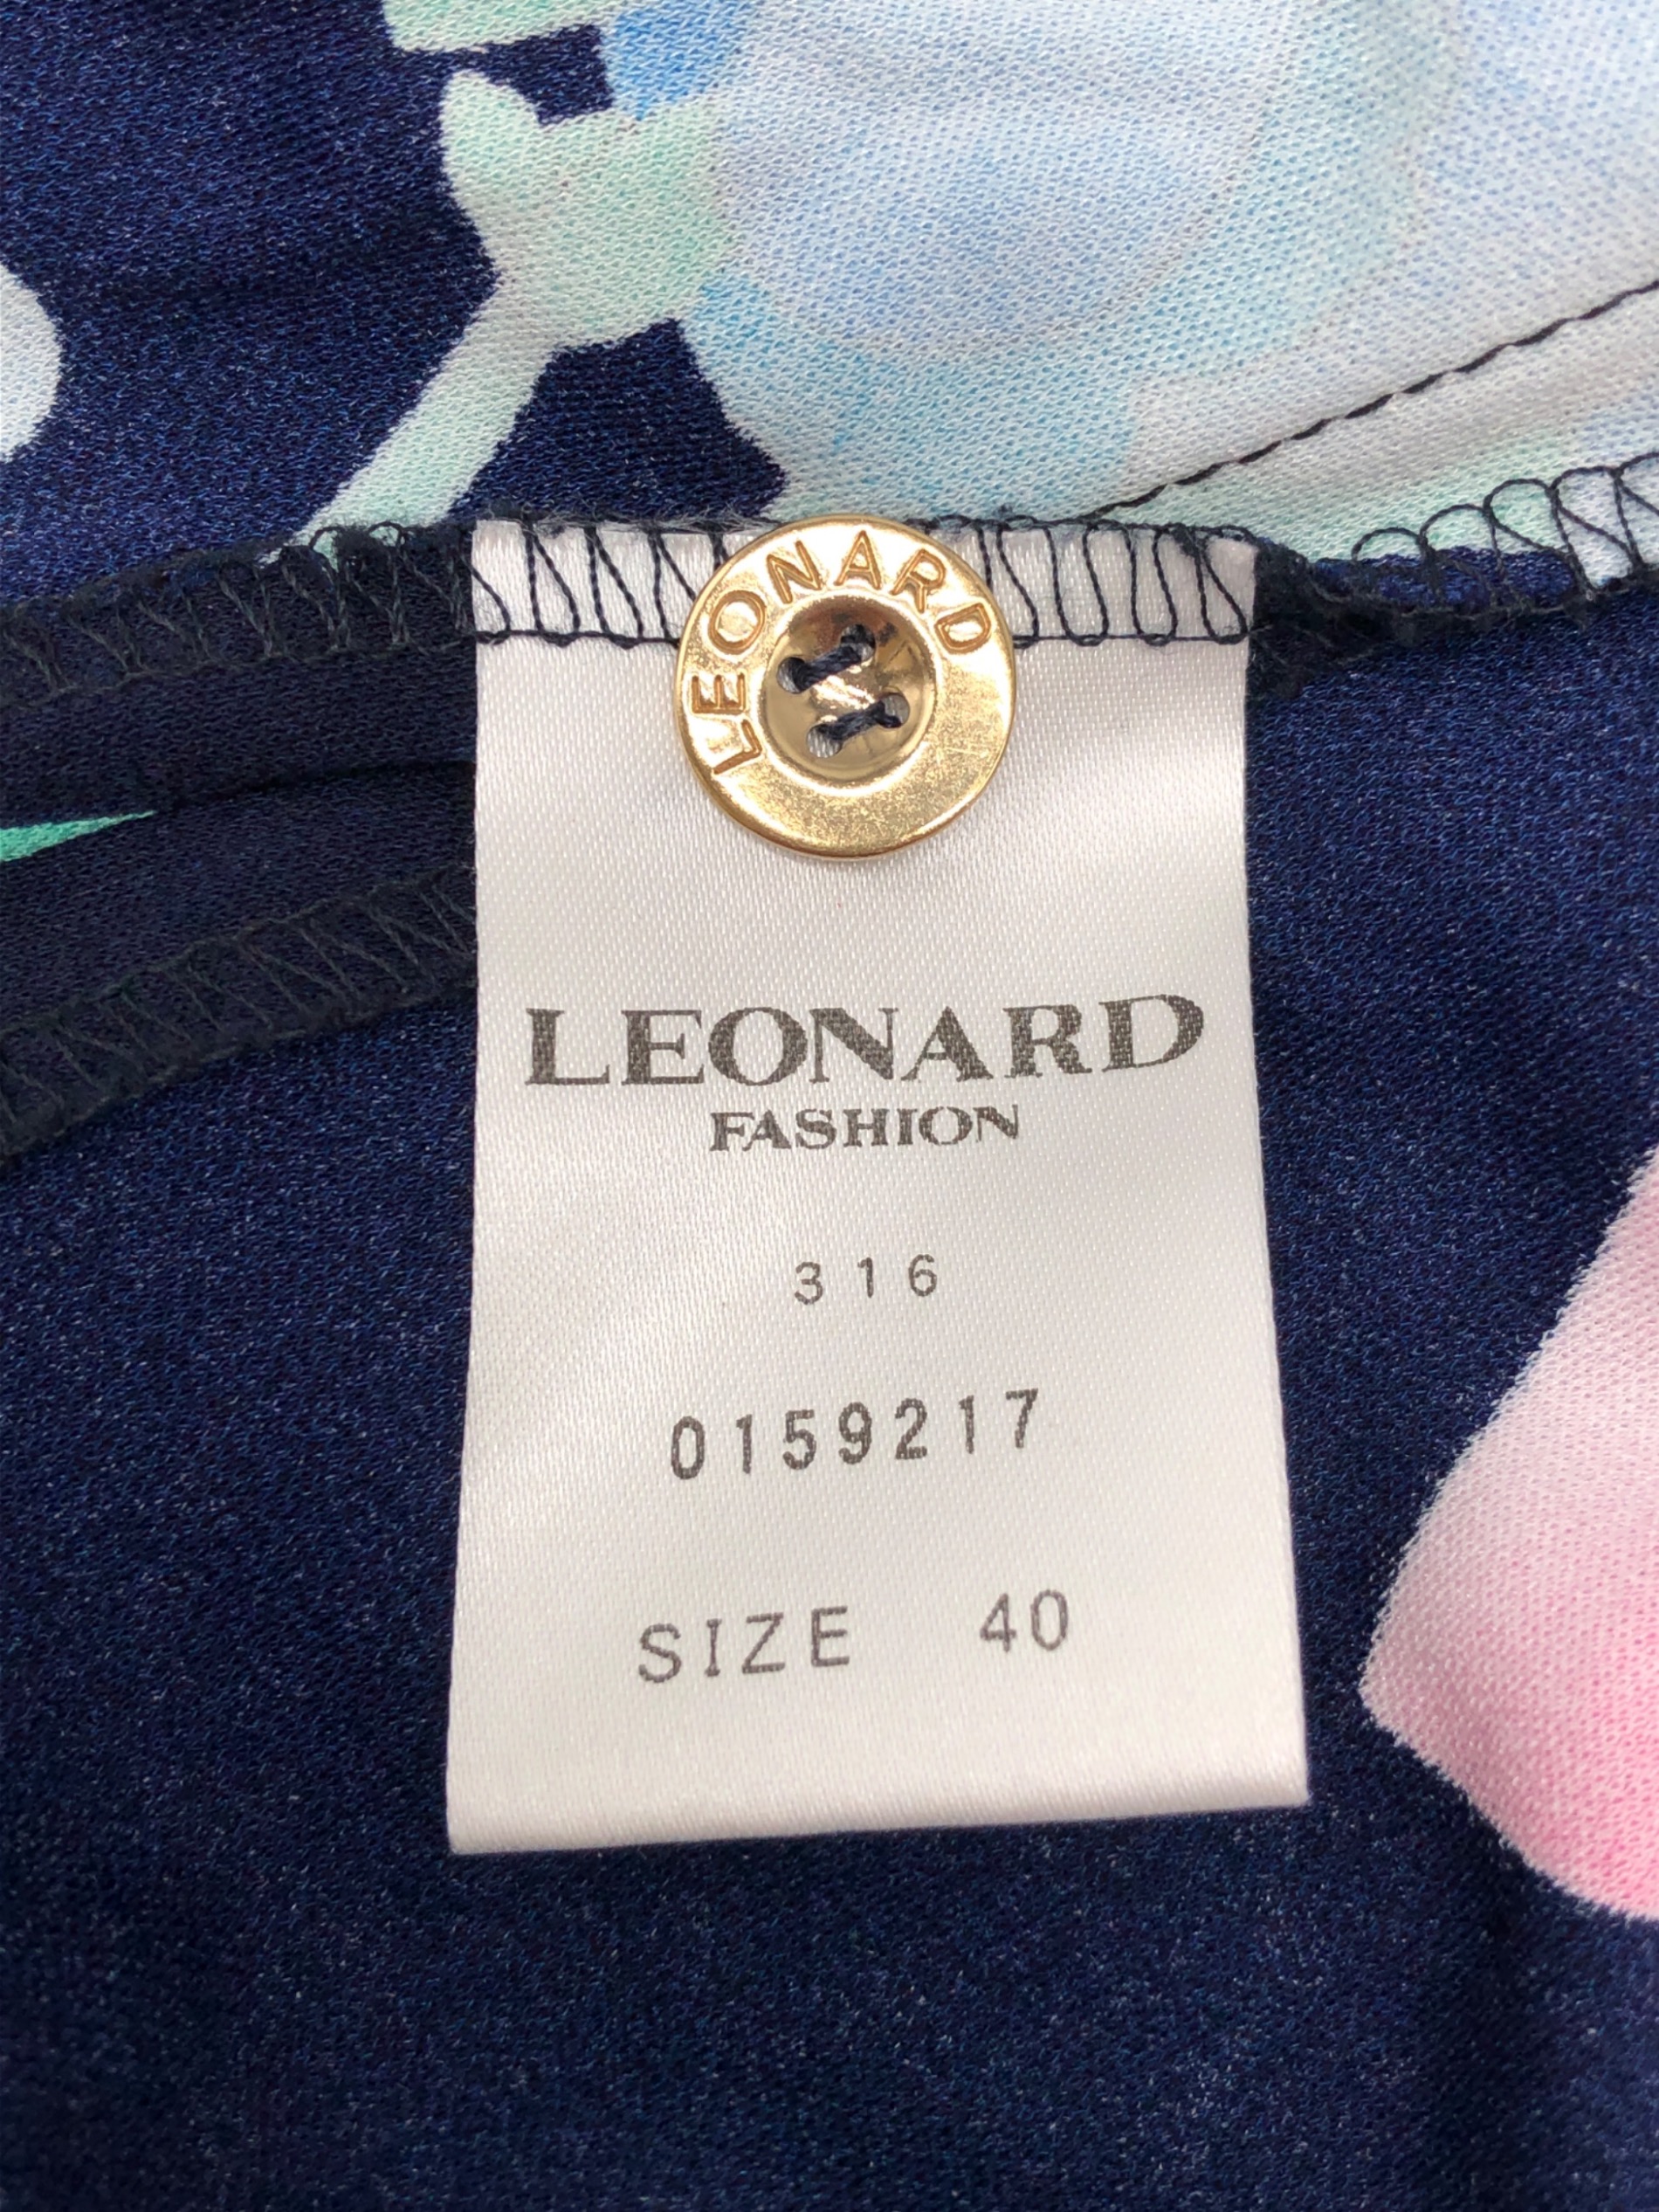 LEONARD
LEONARD
FASHION
316
0159217
SIZE 40